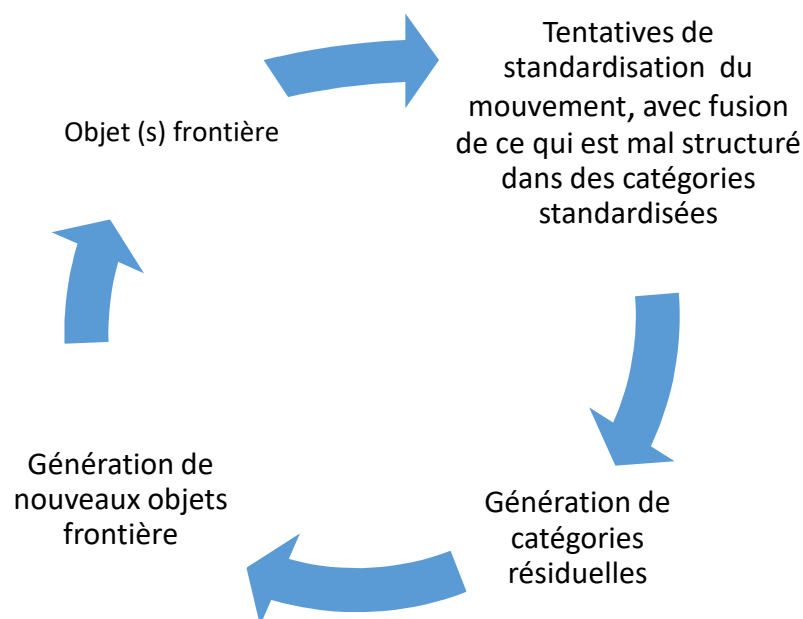 Objet (s) frontière
Tentatives de
standardisation du
mouvement, avec fusion
de ce qui est mal structuré
dans des catégories
standardisées
Génération de
catégories
résiduelles
Génération de
nouveaux objets
frontière